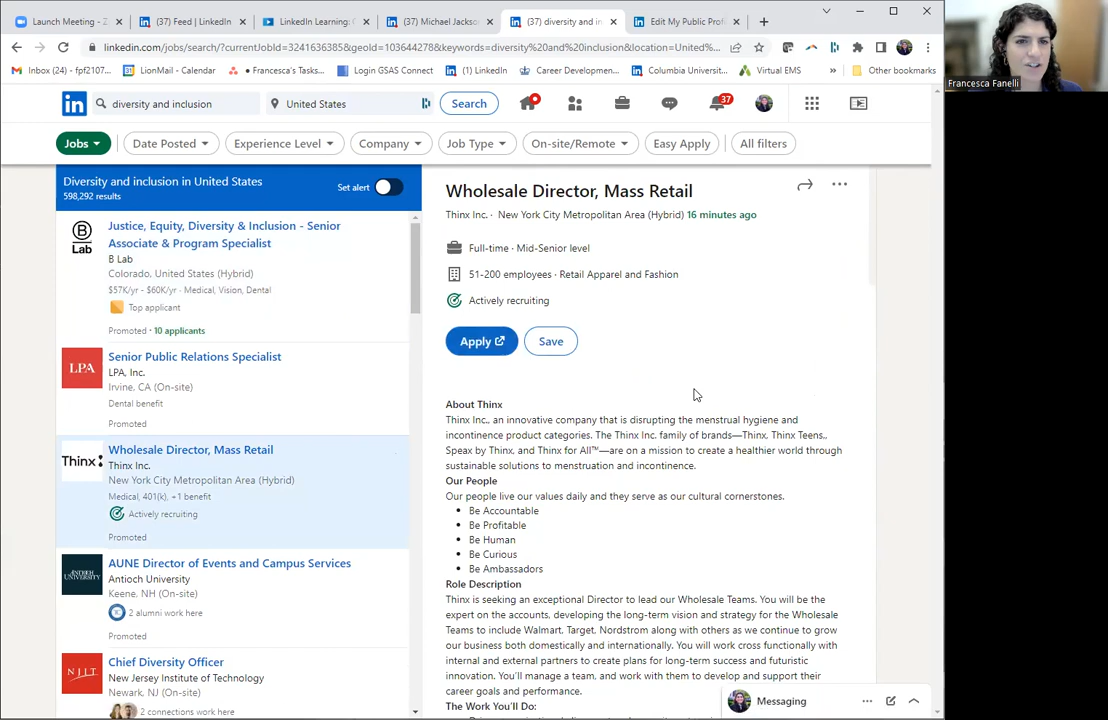 Launch Meeting - Z
(37) Feed | LinkedIn
LinkedIn Learning:
(37) Michael Jackso
(37) diversity and in
Edit My Public Prof
linkedin.com/jobs/search/?currentJobId=3241636385&geoId=103644278&keywords=diversity%20and%20inclusion&location=United%20S...
Inbox (24) - fpf2107...
LionMail - Calendar
Francesca's Tasks...
Login GSAS Connect
(1) LinkedIn
Career Developmen...
Columbia Universit...
Virtual EMS
»
Other bookmarks
Francesca Fanelli
in
diversity and inclusion
United States
Search
37
Jobs
Date Posted
Experience Level
Company
Job Type
On-site/Remote
Easy Apply
All filters
Diversity and inclusion in United States
598,292 results
Set alert
B
Lab
Justice, Equity, Diversity & Inclusion - Senior
Associate & Program Specialist
B Lab
Colorado, United States (Hybrid)
$57K/yr - $60K/yr · Medical, Vision, Dental
Top applicant
Promoted · 10 applicants
LPA
Senior Public Relations Specialist
LPA, Inc.
Irvine, CA (On-site)
Dental benefit
Promoted
Thinx:
Wholesale Director, Mass Retail
Thinx Inc.
New York City Metropolitan Area (Hybrid)
Medical, 401(k), +1 benefit
Actively recruiting
Promoted
ANTIOCH
UNIVERSITY
AUNE Director of Events and Campus Services
Antioch University
Keene, NH (On-site)
2 alumni work here
Promoted
NJIT
Chief Diversity Officer
New Jersey Institute of Technology
Newark, NJ (On-site)
2 connections work here
Wholesale Director, Mass Retail
Thinx Inc. · New York City Metropolitan Area (Hybrid) 16 minutes ago
Full-time · Mid-Senior level
51-200 employees · Retail Apparel and Fashion
Actively recruiting
Apply
Save
About Thinx
Thinx Inc., an innovative company that is disrupting the menstrual hygiene and
incontinence product categories. The Thinx Inc. family of brands—Thinx, Thinx Teens,,
Speax by Thinx, and Thinx for All™—are on a mission to create a healthier world through
sustainable solutions to menstruation and incontinence.
Our People
Our people live our values daily and they serve as our cultural cornerstones.
• Be Accountable
• Be Profitable
• Be Human
• Be Curious
• Be Ambassadors
Role Description
Thinx is seeking an exceptional Director to lead our Wholesale Teams. You will be the
expert on the accounts, developing the long-term vision and strategy for the Wholesale
Teams to include Walmart, Target, Nordstrom along with others as we continue to grow
our business both domestically and internationally. You will work cross functionally with
internal and external partners to create plans for long-term success and futuristic
innovation. You'll manage a team, and work with them to develop and support their
career goals and performance.
The Work You'll Do:
Messaging